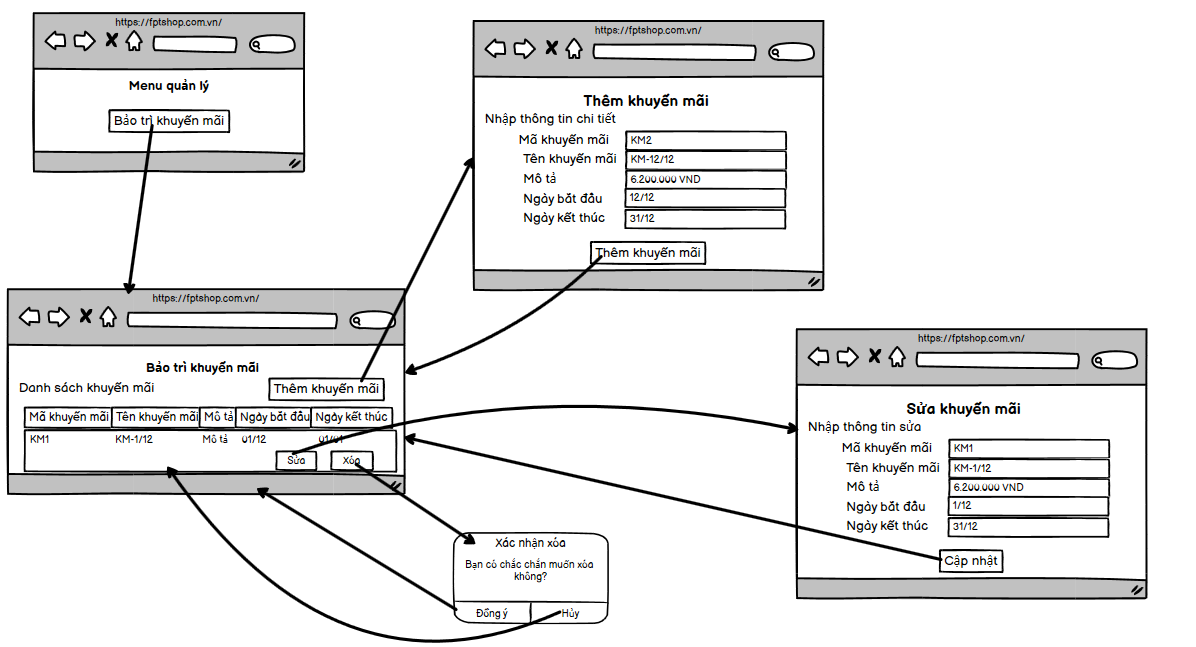 https://fptshop.com.vn/
Menu quản lý
Bảo trì khuyến mãi
https://fptshop.com.vn/
Thêm khuyến mãi
Nhập thông tin chi tiết
Mã khuyến mãi KM2
Tên khuyến mãi KM-12/12
Mô tả 6.200.000 VND
Ngày bắt đầu 12/12
Ngày kết thúc 31/12
Thêm khuyến mãi
https://fptshop.com.vn/
Bảo trì khuyến mãi
Danh sách khuyến mãi Thêm khuyến mãi
Mã khuyến mãi Tên khuyến mãi Mô tả Ngày bắt đầu Ngày kết thúc
KM1 KM-1/12 Mô tả 01/12 01/01
Sửa Xóa
https://fptshop.com.vn/
Sửa khuyến mãi
Nhập thông tin sửa
Mã khuyến mãi KM1
Tên khuyến mãi KM-1/12
Mô tả 6.200.000 VND
Ngày bắt đầu 1/12
Ngày kết thúc 31/12
Cập nhật
Xác nhận xóa
Bạn có chắc chắn muốn xóa
không?
Đồng ý Hủy